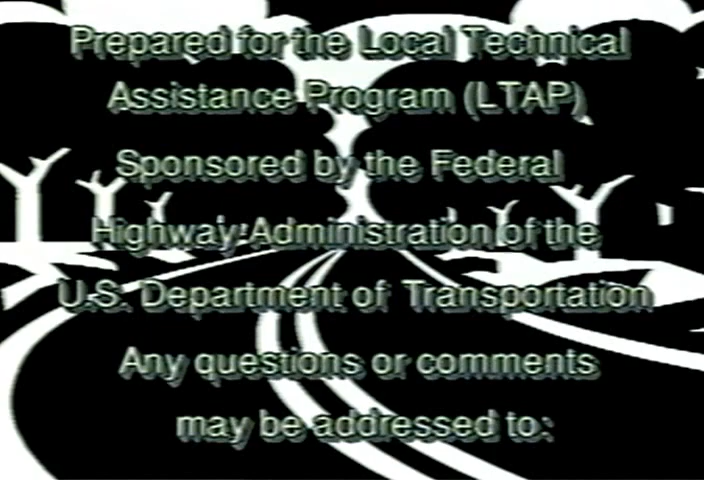 Prepared for the Local Technical
Assistance Program (LTAP)
Sponsored by the Federal
Highway Administration of the
U.S. Department of Transportation
Any questions or comments
may be addressed to: